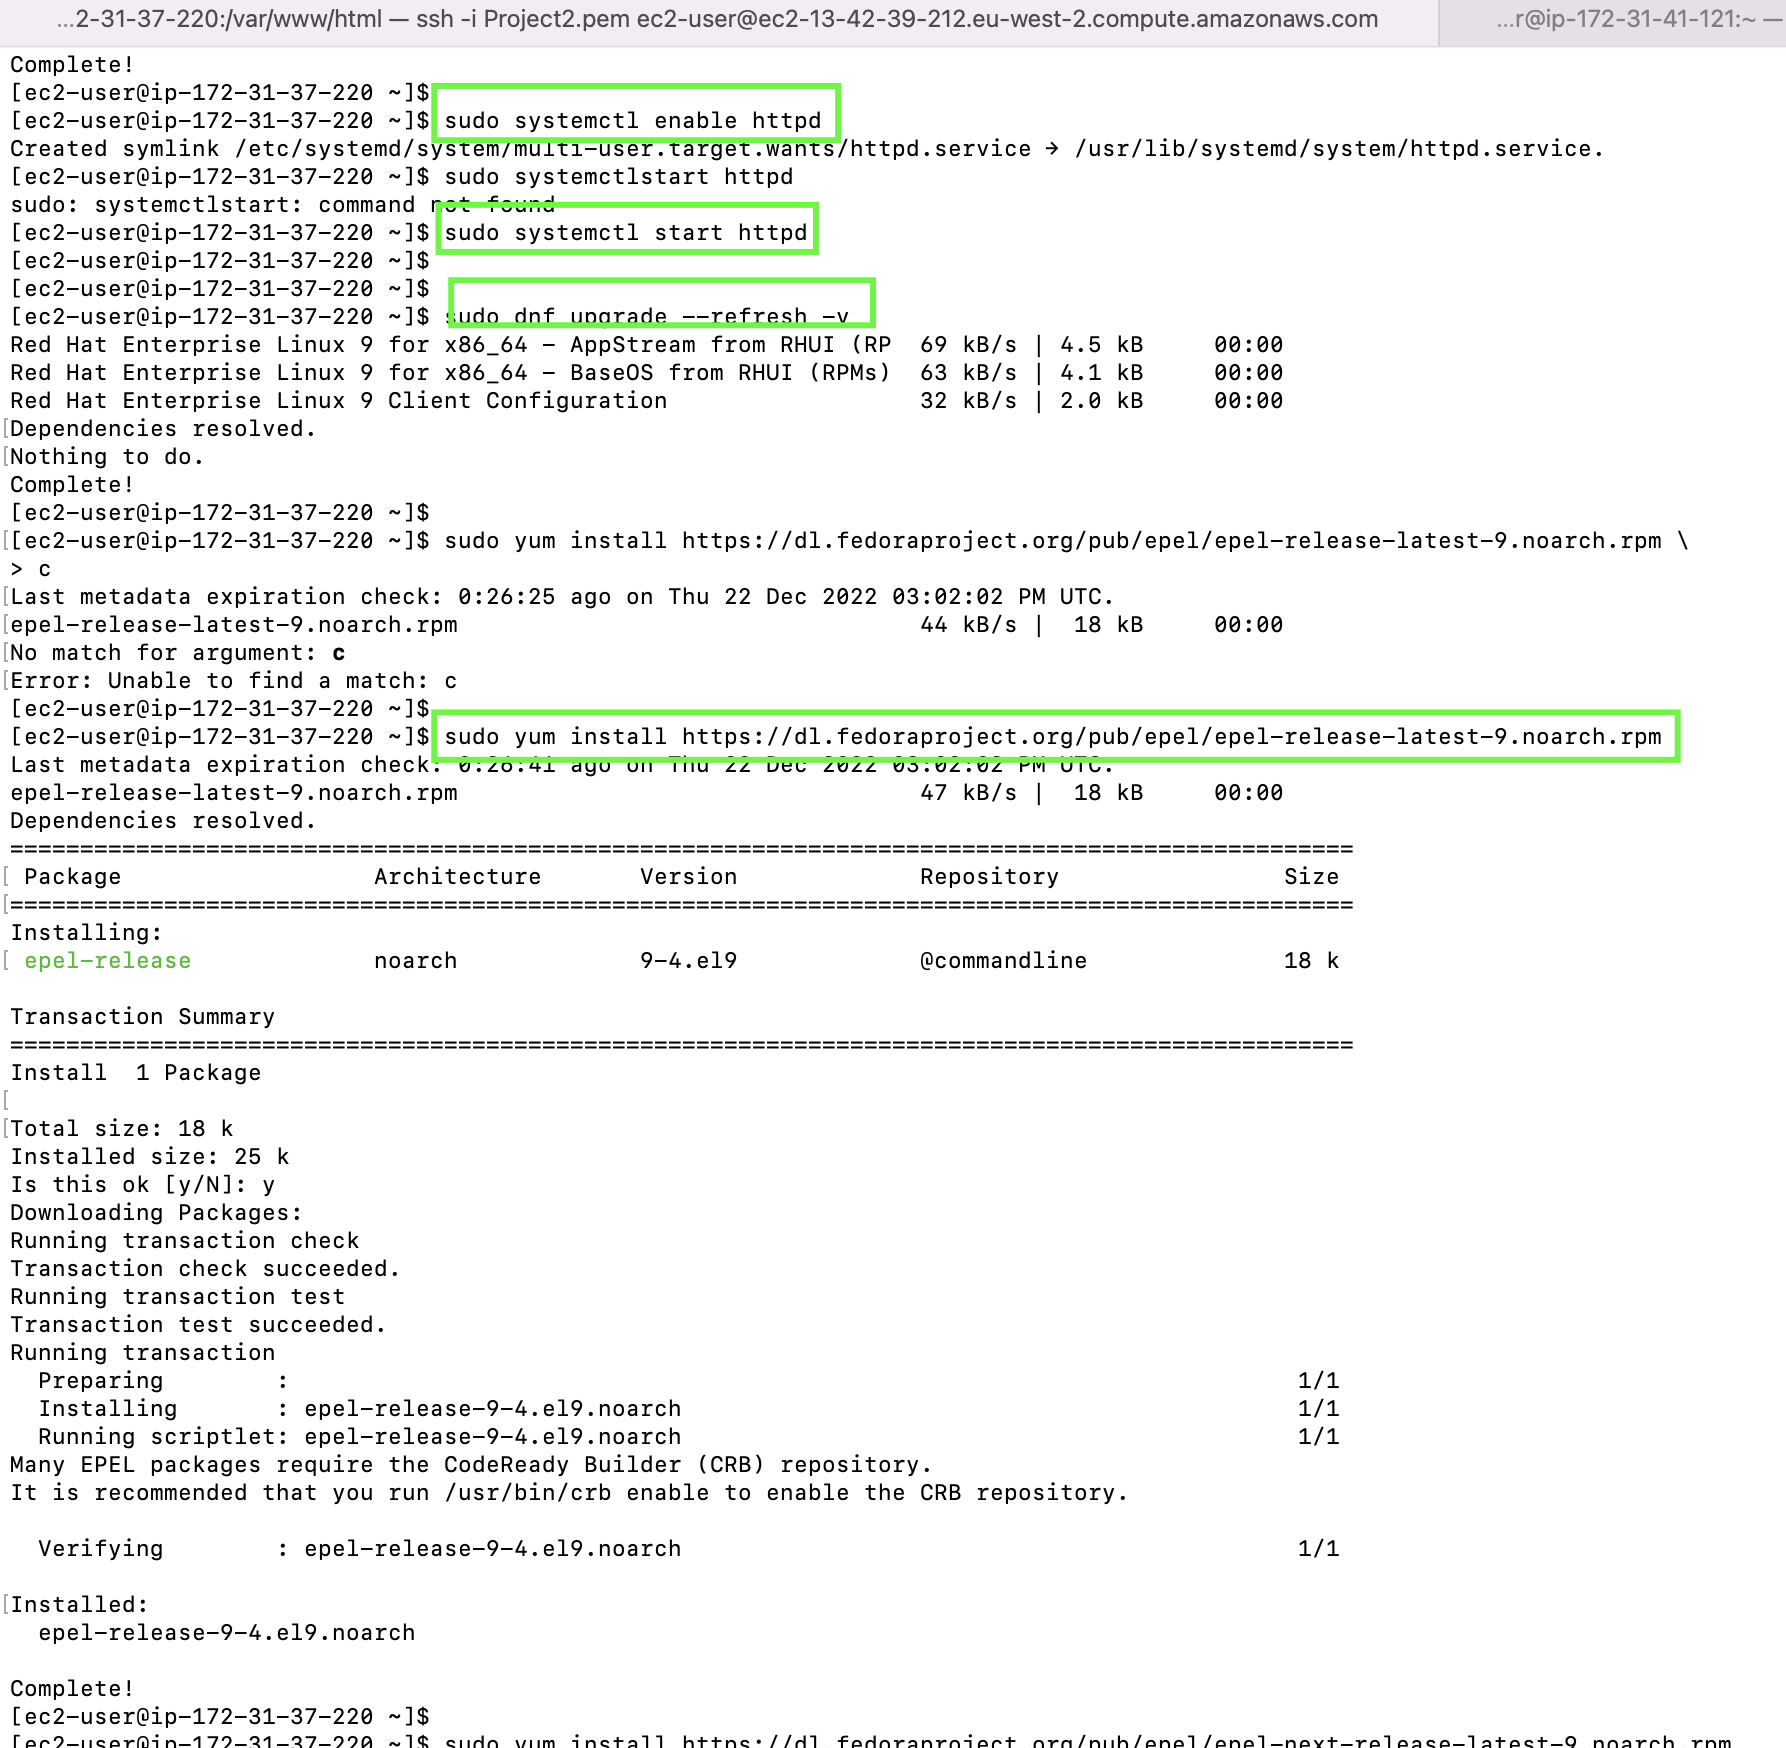 ...2-31-37-220:/var/www/html — ssh -i Project2.pem ec2-user@ec2-13-42-39-212.eu-west-2.compute.amazonaws.com ...r@ip-172-31-41-121:~ —
Complete!
[ec2-user@ip-172-31-37-220 ~]$
[ec2-user@ip-172-31-37-220 ~]$ sudo systemctl enable httpd
Created symlink /etc/systemd/system/multi-user.target.wants/httpd.service → /usr/lib/systemd/system/httpd.service.
[ec2-user@ip-172-31-37-220 ~]$ sudo systemctlstart httpd
sudo: systemctlstart: command not found
[ec2-user@ip-172-31-37-220 ~]$ sudo systemctl start httpd
[ec2-user@ip-172-31-37-220 ~]$
[ec2-user@ip-172-31-37-220 ~]$
[ec2-user@ip-172-31-37-220 ~]$ sudo dnf upgrade --refresh -y
Red Hat Enterprise Linux 9 for x86_64 - AppStream from RHUI (RP  69 kB/s | 4.5 kB     00:00
Red Hat Enterprise Linux 9 for x86_64 - BaseOS from RHUI (RPMs)  63 kB/s | 4.1 kB     00:00
Red Hat Enterprise Linux 9 Client Configuration                  32 kB/s | 2.0 kB     00:00
[Dependencies resolved.
[Nothing to do.
Complete!
[ec2-user@ip-172-31-37-220 ~]$
[[ec2-user@ip-172-31-37-220 ~]$ sudo yum install https://dl.fedoraproject.org/pub/epel/epel-release-latest-9.noarch.rpm \
> c
[Last metadata expiration check: 0:26:25 ago on Thu 22 Dec 2022 03:02:02 PM UTC.
[epel-release-latest-9.noarch.rpm                                 44 kB/s |  18 kB     00:00
[No match for argument: c
[Error: Unable to find a match: c
[ec2-user@ip-172-31-37-220 ~]$
[ec2-user@ip-172-31-37-220 ~]$ sudo yum install https://dl.fedoraproject.org/pub/epel/epel-release-latest-9.noarch.rpm
Last metadata expiration check: 0:26:41 ago on Thu 22 Dec 2022 03:02:02 PM UTC.
epel-release-latest-9.noarch.rpm                                 47 kB/s |  18 kB     00:00
Dependencies resolved.
================================================================================================
[ Package                  Architecture       Version             Repository                Size
[================================================================================================
Installing:
[ epel-release             noarch             9-4.el9             @commandline              18 k
Transaction Summary
================================================================================================
Install  1 Package
[
[Total size: 18 k
Installed size: 25 k
Is this ok [y/N]: y
Downloading Packages:
Running transaction check
Transaction check succeeded.
Running transaction test
Transaction test succeeded.
Running transaction
  Preparing        :                                                                        1/1
  Installing       : epel-release-9-4.el9.noarch                                            1/1
  Running scriptlet: epel-release-9-4.el9.noarch                                            1/1
Many EPEL packages require the CodeReady Builder (CRB) repository.
It is recommended that you run /usr/bin/crb enable to enable the CRB repository.
  Verifying        : epel-release-9-4.el9.noarch                                            1/1
[Installed:
  epel-release-9-4.el9.noarch
Complete!
[ec2-user@ip-172-31-37-220 ~]$
[ec2-user@ip-172-31-37-220 ~]$ sudo yum install https://dl.fedoraproject.org/pub/epel/epel-next-release-latest-9.noarch.rpm